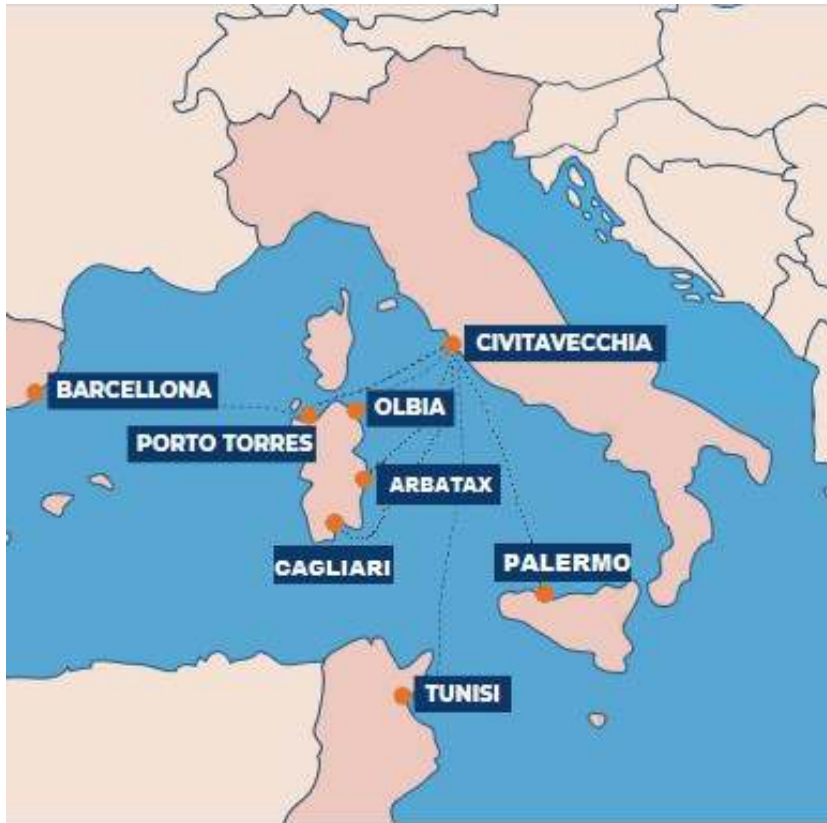 CIVITAVECCHIA
BARCELLONA
OLBIA
PORTO TORRES
ARBATAX
CAGLIARI
PALERMO
TUNISI